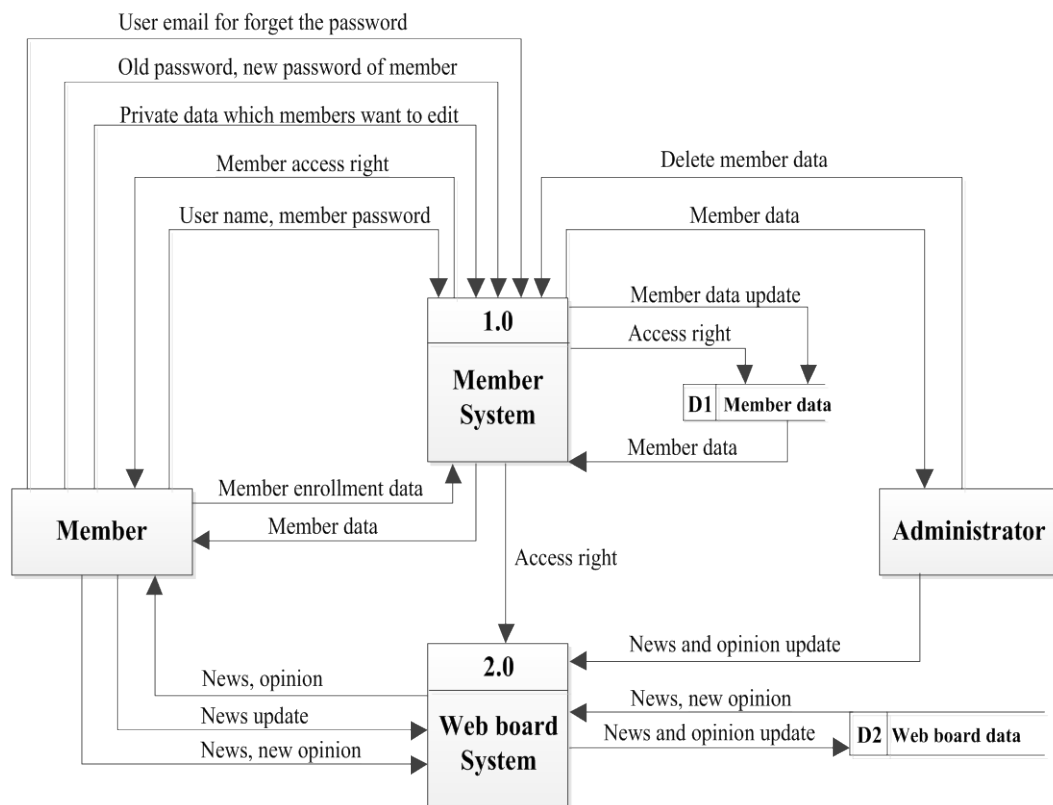 User email for forget the password
Old password, new password of member
Private data which members want to edit
Member access right
User name, member password
Delete member data
Member data
1.0
Member
System
Member data update
Access right
D1 Member data
Member data
Member
Member enrollment data
Member data
Administrator
Access right
News and opinion update
2.0
Web board
System
News, opinion
News update
News, new opinion
News, new opinion
News and opinion update
D2 Web board data